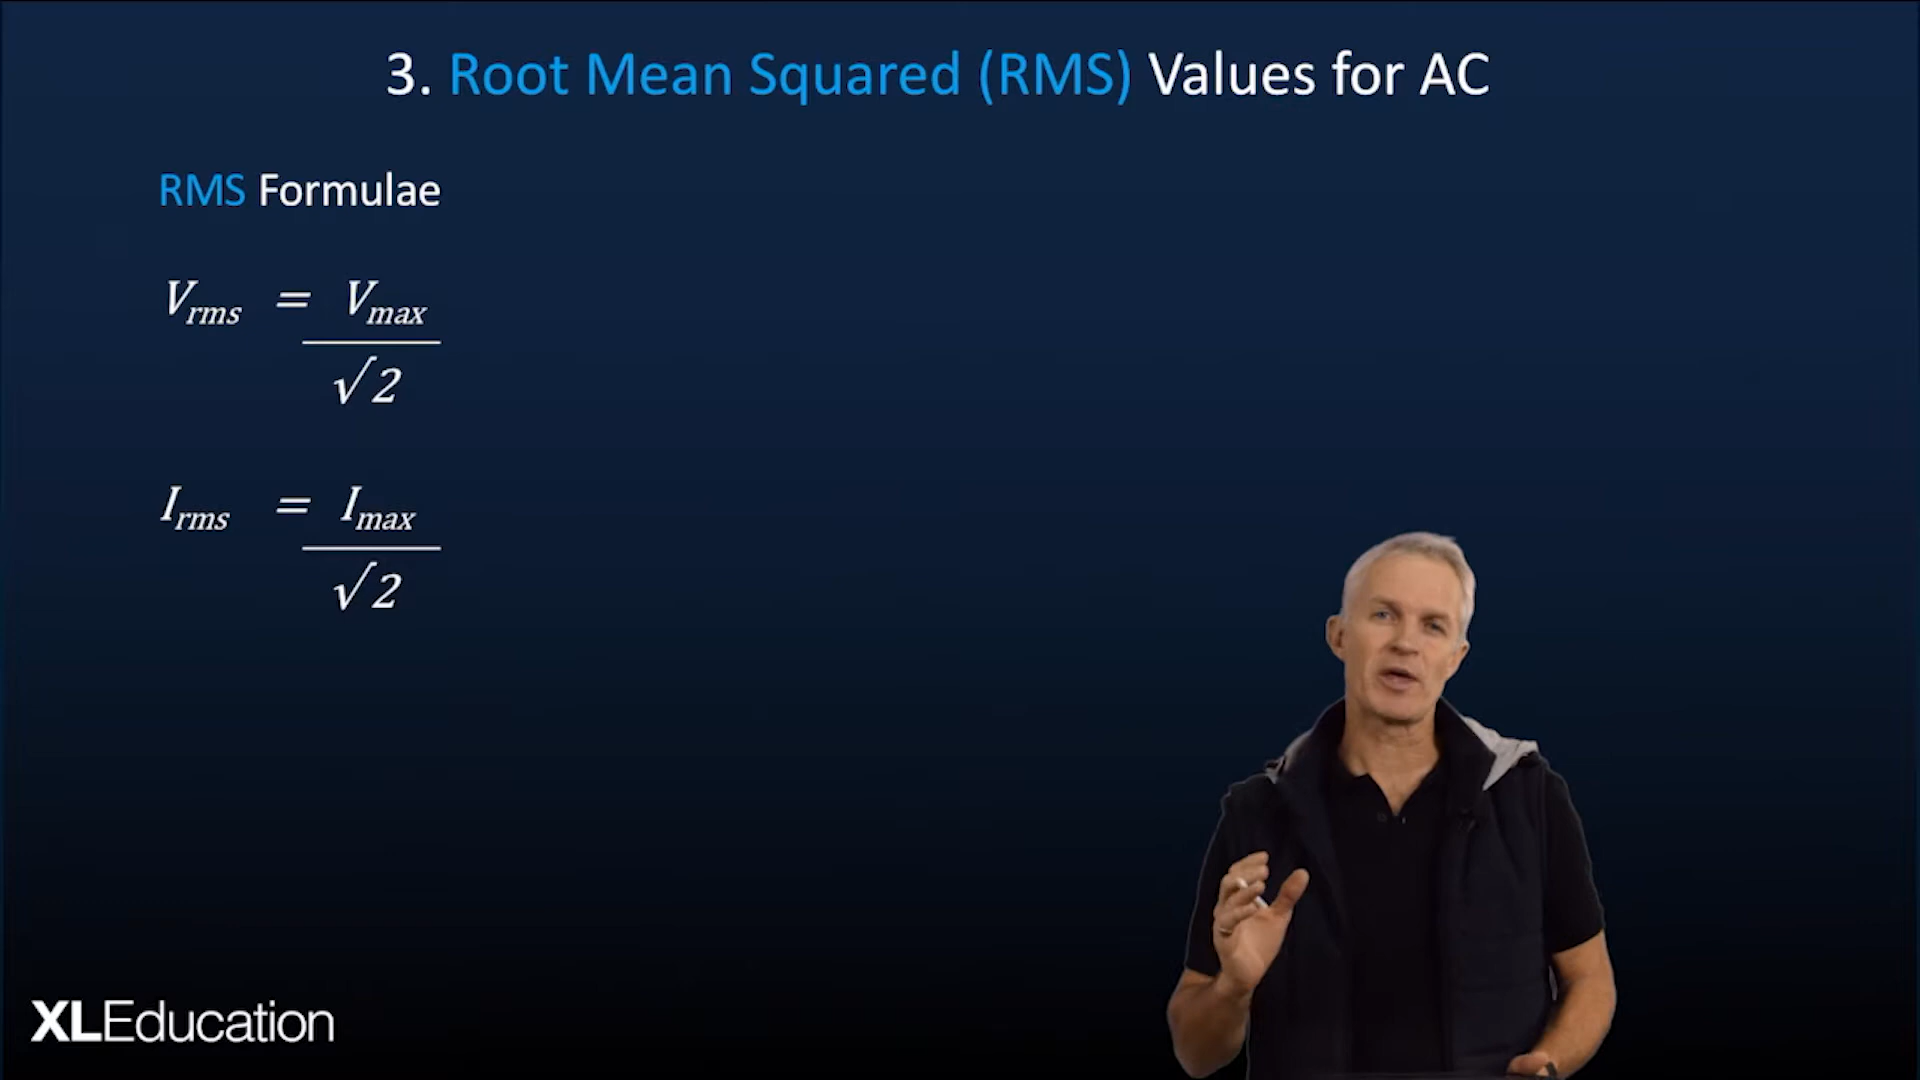 3. Root Mean Squared (RMS) Values for AC
RMS Formulae
Vrms = Vmax
√2
Irms = Imax
√2
XLEducation